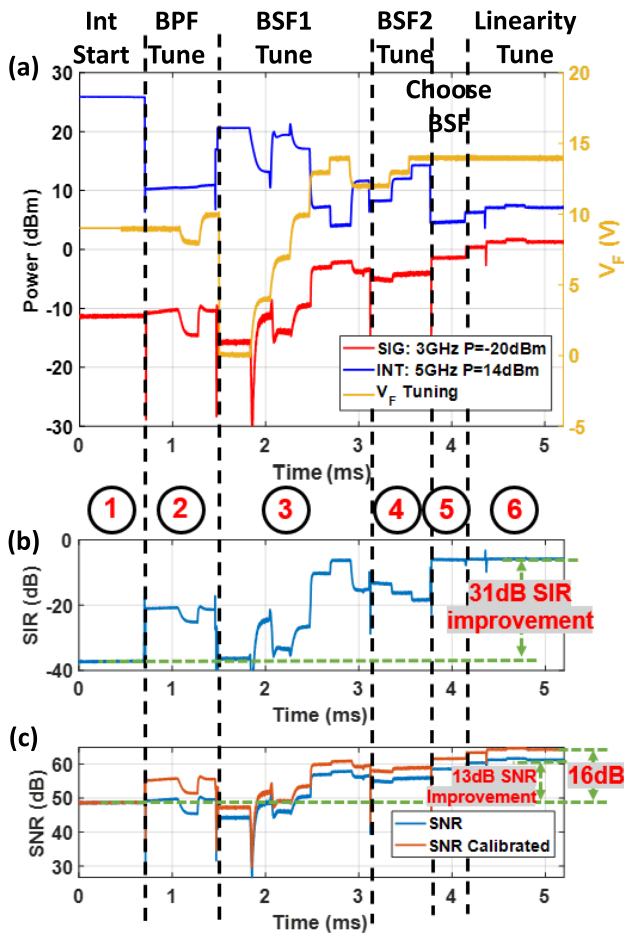 Int Start
BPF Tune
BSF1 Tune
BSF2 Tune
Linearity Tune
Choose BSF
(a)
30
20
10
0
-10
-20
-30
Power (dBm)
20
15
10
5
0
-5
V_F (V)
SIG: 3GHz P=-20dBm
INT: 5GHz P=14dBm
V_F Tuning
0 1 2 3 4 5
Time (ms)
1 2 3 4 5 6
(b)
0
-20
-40
SIR (dB)
31dB SIR
improvement
0 1 2 3 4 5
Time (ms)
(c)
60
50
40
30
SNR (dB)
13dB SNR
Improvement
16dB
SNR
SNR Calibrated
0 1 2 3 4 5
Time (ms)